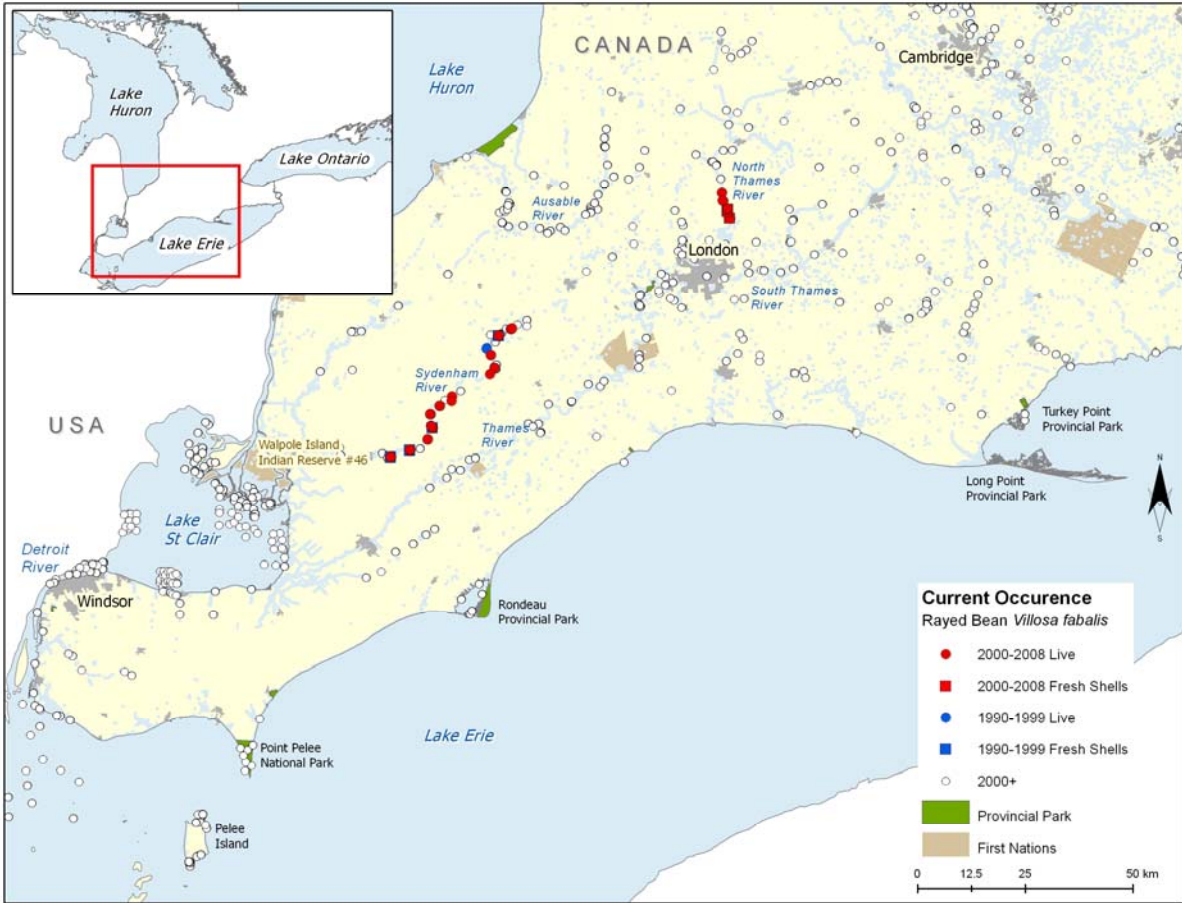 CANADA
Cambridge
Lake
Huron
Lake
Huron
Lake Ontario
Lake Erie
North
Thames
River
Ausable
River
London
South Thames
River
Sydenham
River
USA
Thames
River
Turkey Point
Provincial Park
Walpole Island
Indian Reserve #46
Long Point
Provincial Park
N
S
Lake
St Clair
Detroit
River
Windsor
Rondeau
Provincial Park
Current Occurence
Rayed Bean Villosa fabalis
2000-2008 Live
2000-2008 Fresh Shells
1990-1999 Live
1990-1999 Fresh Shells
2000+
Provincial Park
First Nations
0 12.5 25 50 km
Lake Erie
Point Pelee
National Park
Pelee
Island